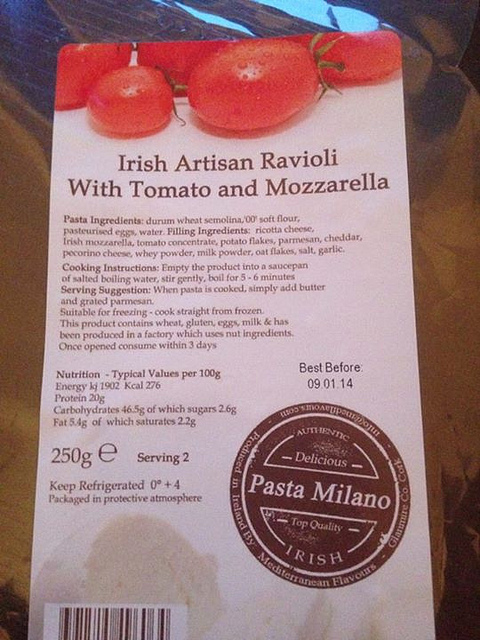 Irish Artisan Ravioli
With Tomato and Mozzarella
Pasta Ingredients: durum wheat semolina,'00' soft flour,
pasteurised eggs, water. Filling Ingredients: ricotta cheese,
Irish mozzarella, tomato concentrate, potato flakes, parmesan, cheddar,
pecorino cheese, whey powder, milk powder, oat flakes, salt, garlic.
Cooking Instructions: Empty the product into a saucepan
of salted boiling water, stir gently, boil for 5 - 6 minutes
Serving Suggestion: When pasta is cooked, simply add butter
and grated parmesan.
Suitable for freezing - cook straight from frozen.
This product contains wheat, gluten, eggs, milk & has
been produced in a factory which uses nut ingredients.
Once opened consume within 3 days
Nutrition - Typical Values per 100g
Energy kj 1902 Kcal 276
Protein 20g
Carbohydrates 46.5g of which sugars 2.6g
Fat 5.4g of which saturates 2.2g
Best Before:
09.01.14
250g e Serving 2
Keep Refrigerated 0° + 4
Packaged in protective atmosphere
AUTHENTIC
Delicious
Pasta Milano
Top Quality
IRISH
Produced in Ireland By - Mediterranean Flavours - Glanmire Co. Cork
info@medflavours.com